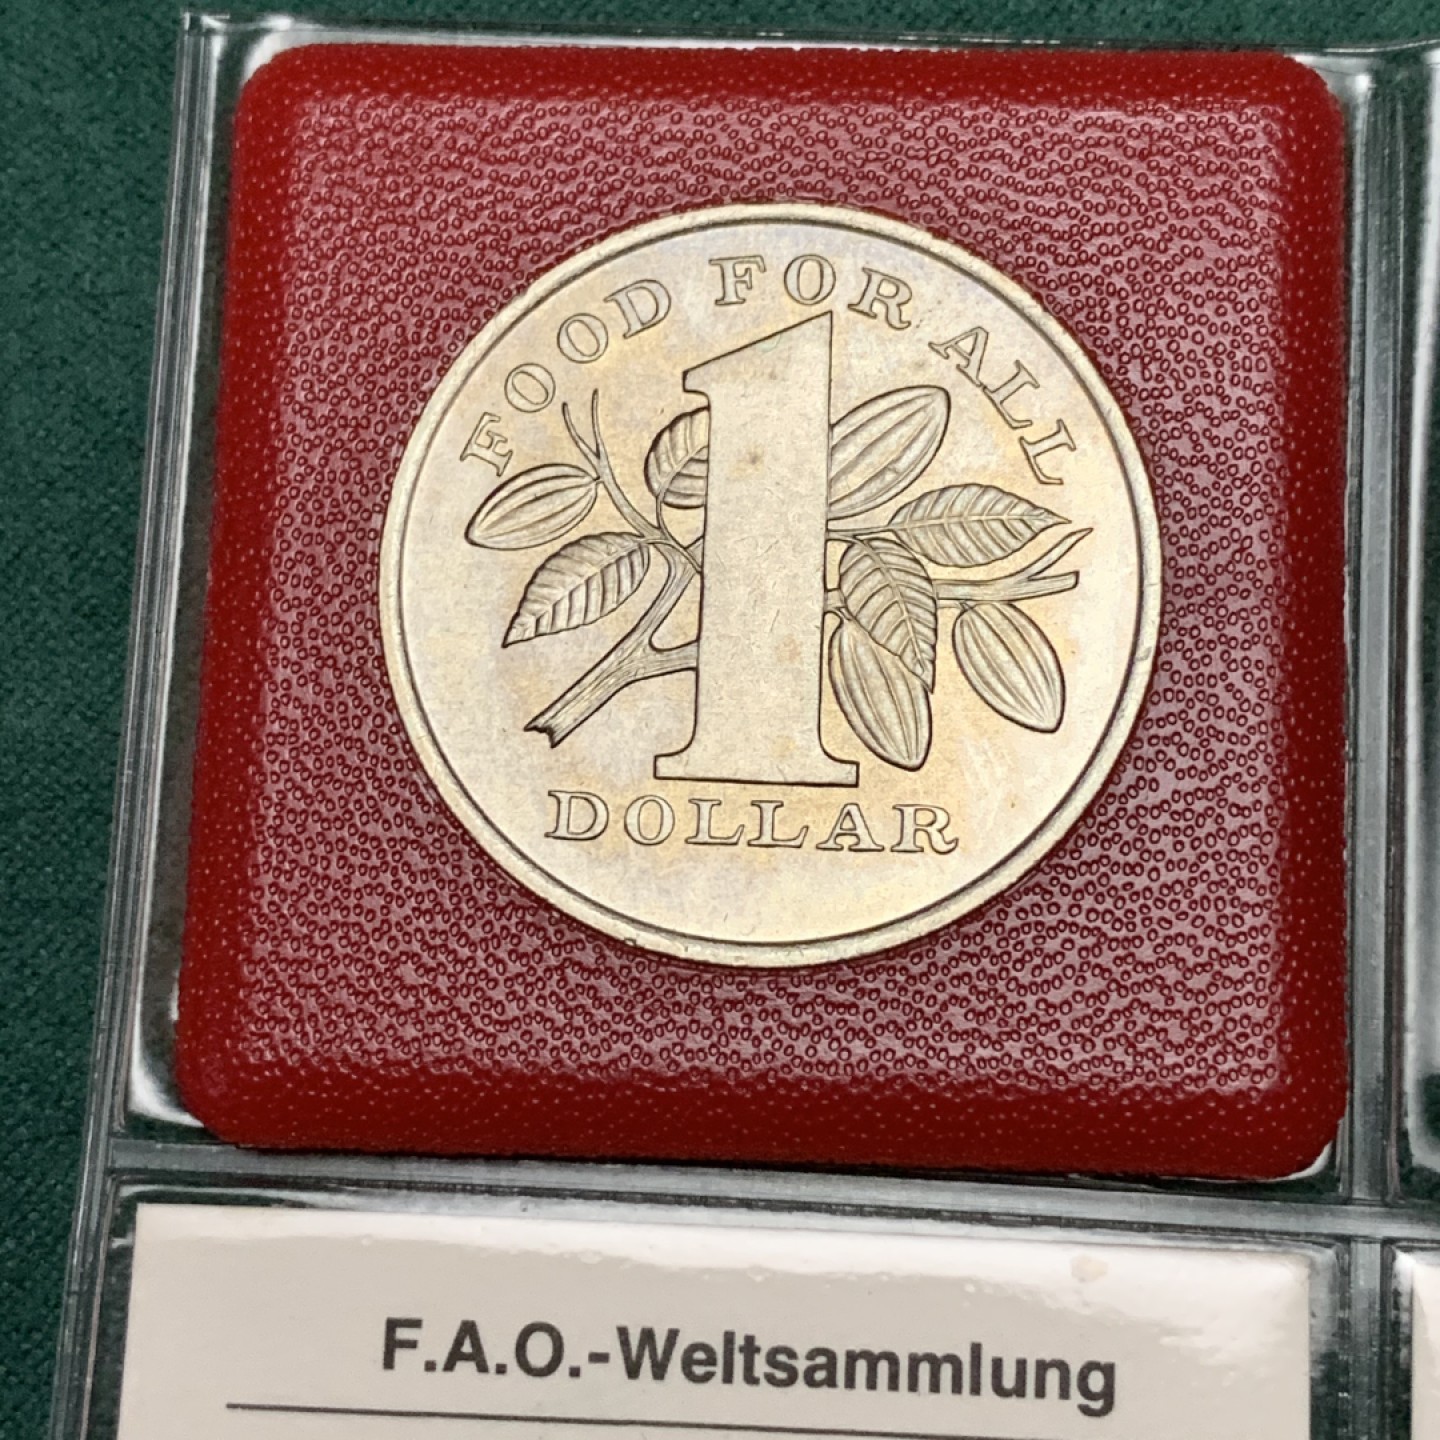 FOOD FOR ALL
1
DOLLAR
F.A.O.-Weltsammlung